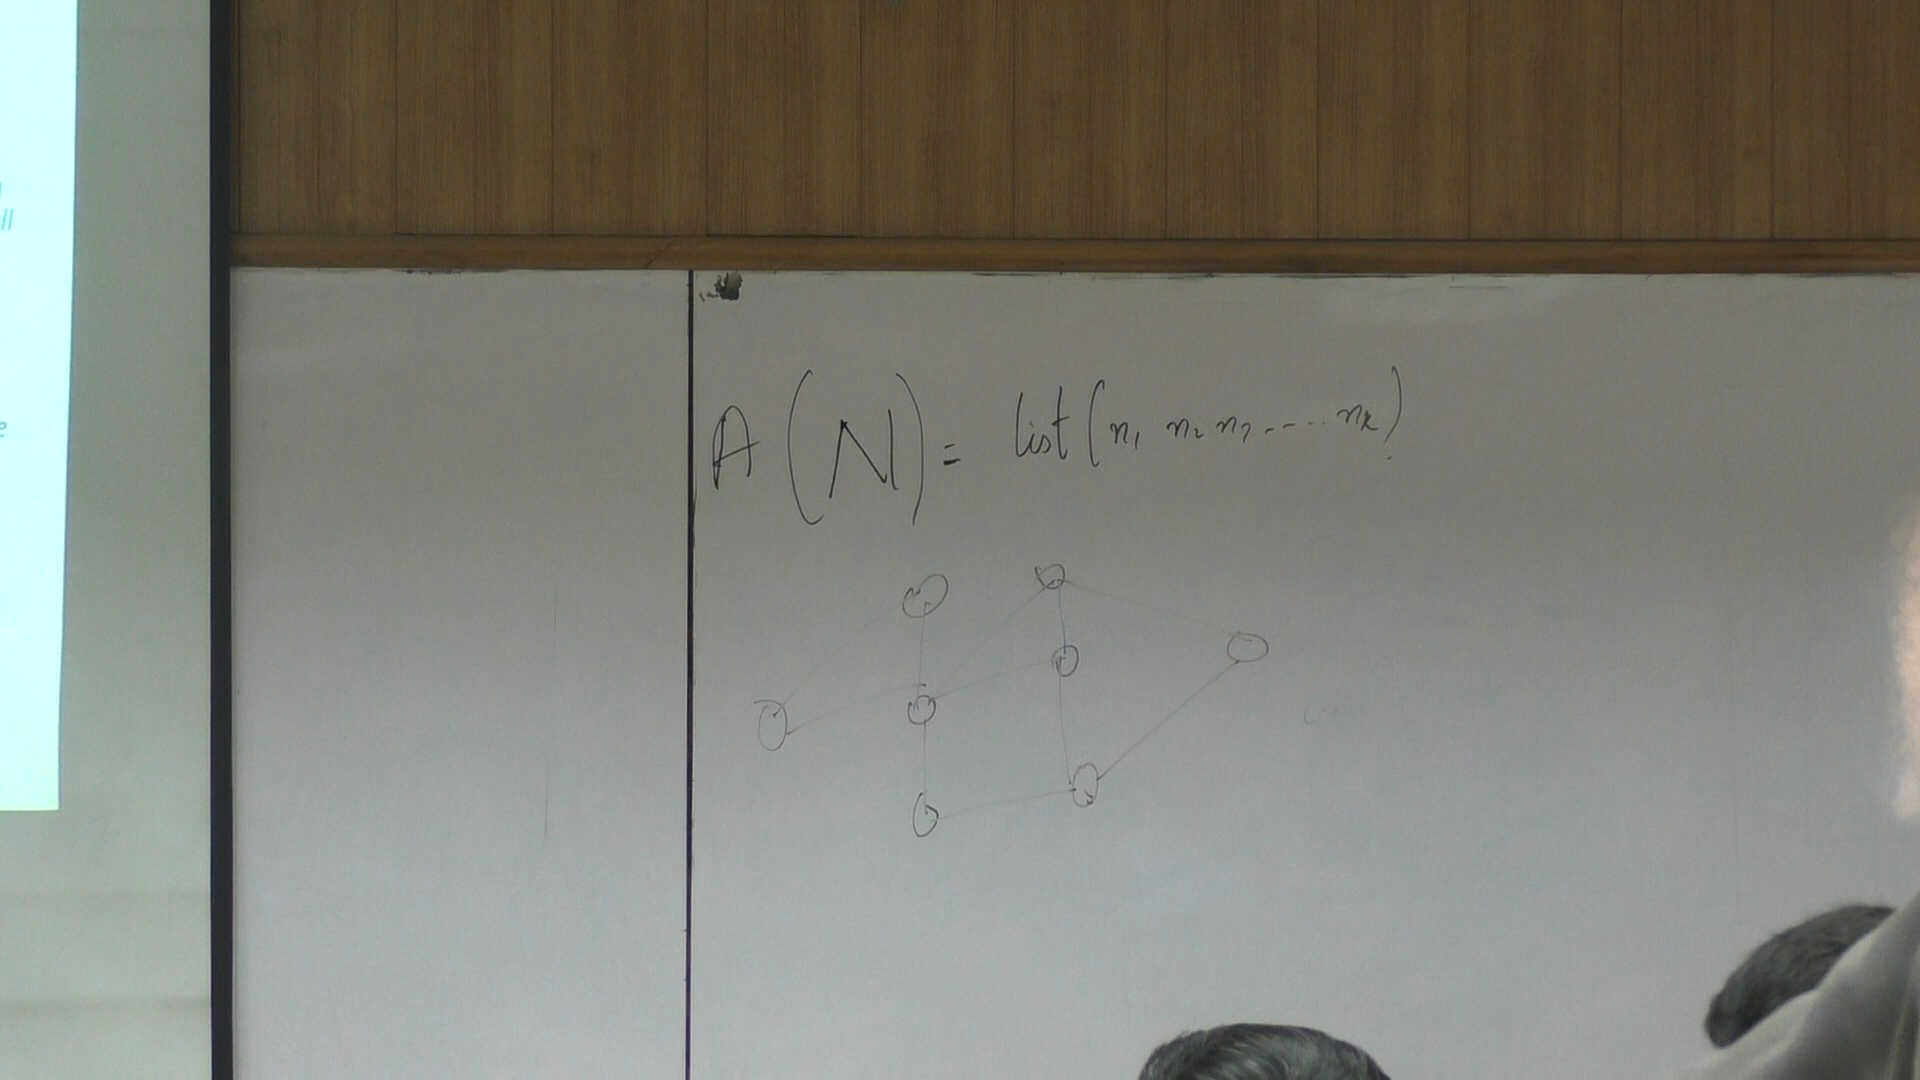 A (N) = list (n₁ n₂ n₃ ---.. nₖ)